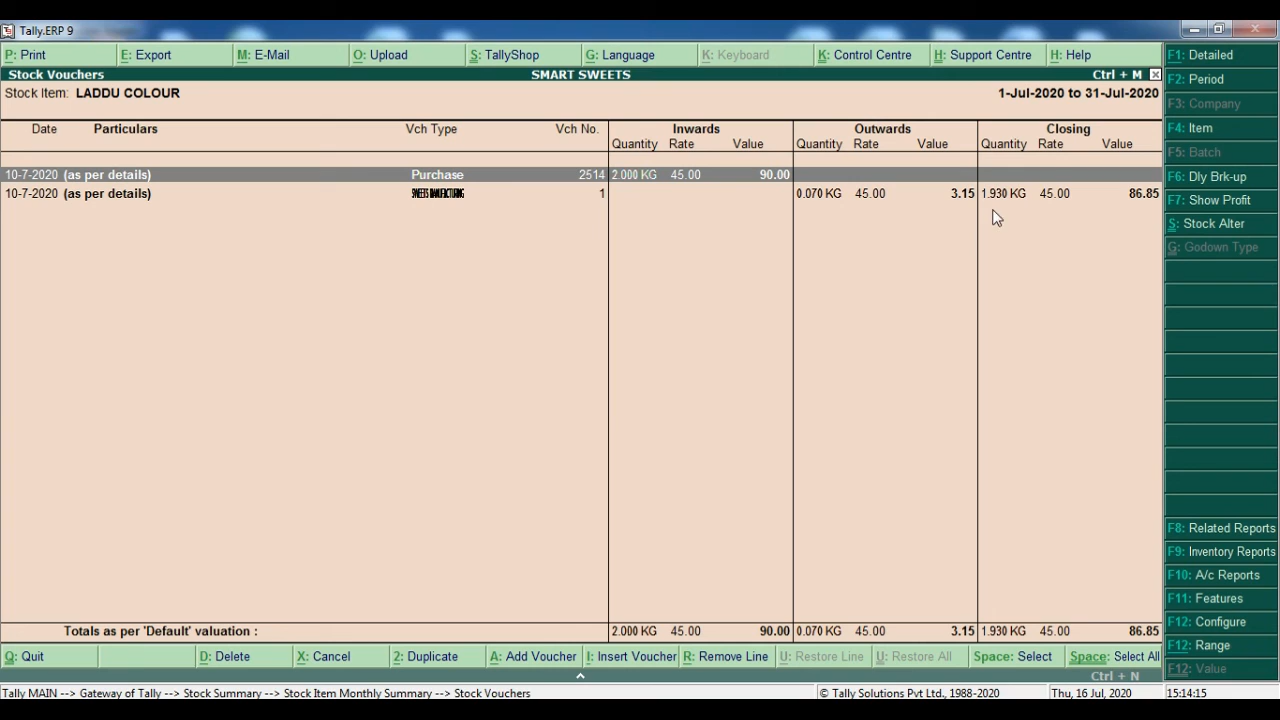 Tally.ERP 9
P: Print E: Export M: E-Mail O: Upload S: TallyShop G: Language K: Keyboard K: Control Centre H: Support Centre H: Help
Stock Vouchers SMART SWEETS Ctrl + M
Stock Item: LADDU COLOUR 1-Jul-2020 to 31-Jul-2020
Date Particulars Vch Type Vch No. Inwards Outwards Closing
Quantity Rate Value Quantity Rate Value Quantity Rate Value
10-7-2020 (as per details) Purchase 2514 2.000 KG 45.00 90.00
10-7-2020 (as per details) SWEETS MANUFACTURING 1 0.070 KG 45.00 3.15 1.930 KG 45.00 86.85
Totals as per 'Default' valuation : 2.000 KG 45.00 90.00 0.070 KG 45.00 3.15 1.930 KG 45.00 86.85
Q: Quit D: Delete X: Cancel 2: Duplicate A: Add Voucher I: Insert Voucher R: Remove Line U: Restore Line U: Restore All Space: Select Space: Select All
Ctrl + N
Tally MAIN --> Gateway of Tally --> Stock Summary --> Stock Item Monthly Summary --> Stock Vouchers © Tally Solutions Pvt Ltd., 1988-2020 Thu, 16 Jul, 2020 15:14:15
F1: Detailed
F2: Period
F3: Company
F4: Item
F5: Batch
F6: Dly Brk-up
F7: Show Profit
S: Stock Alter
G: Godown Type
F8: Related Reports
F9: Inventory Reports
F10: A/c Reports
F11: Features
F12: Configure
F12: Range
F12: Value